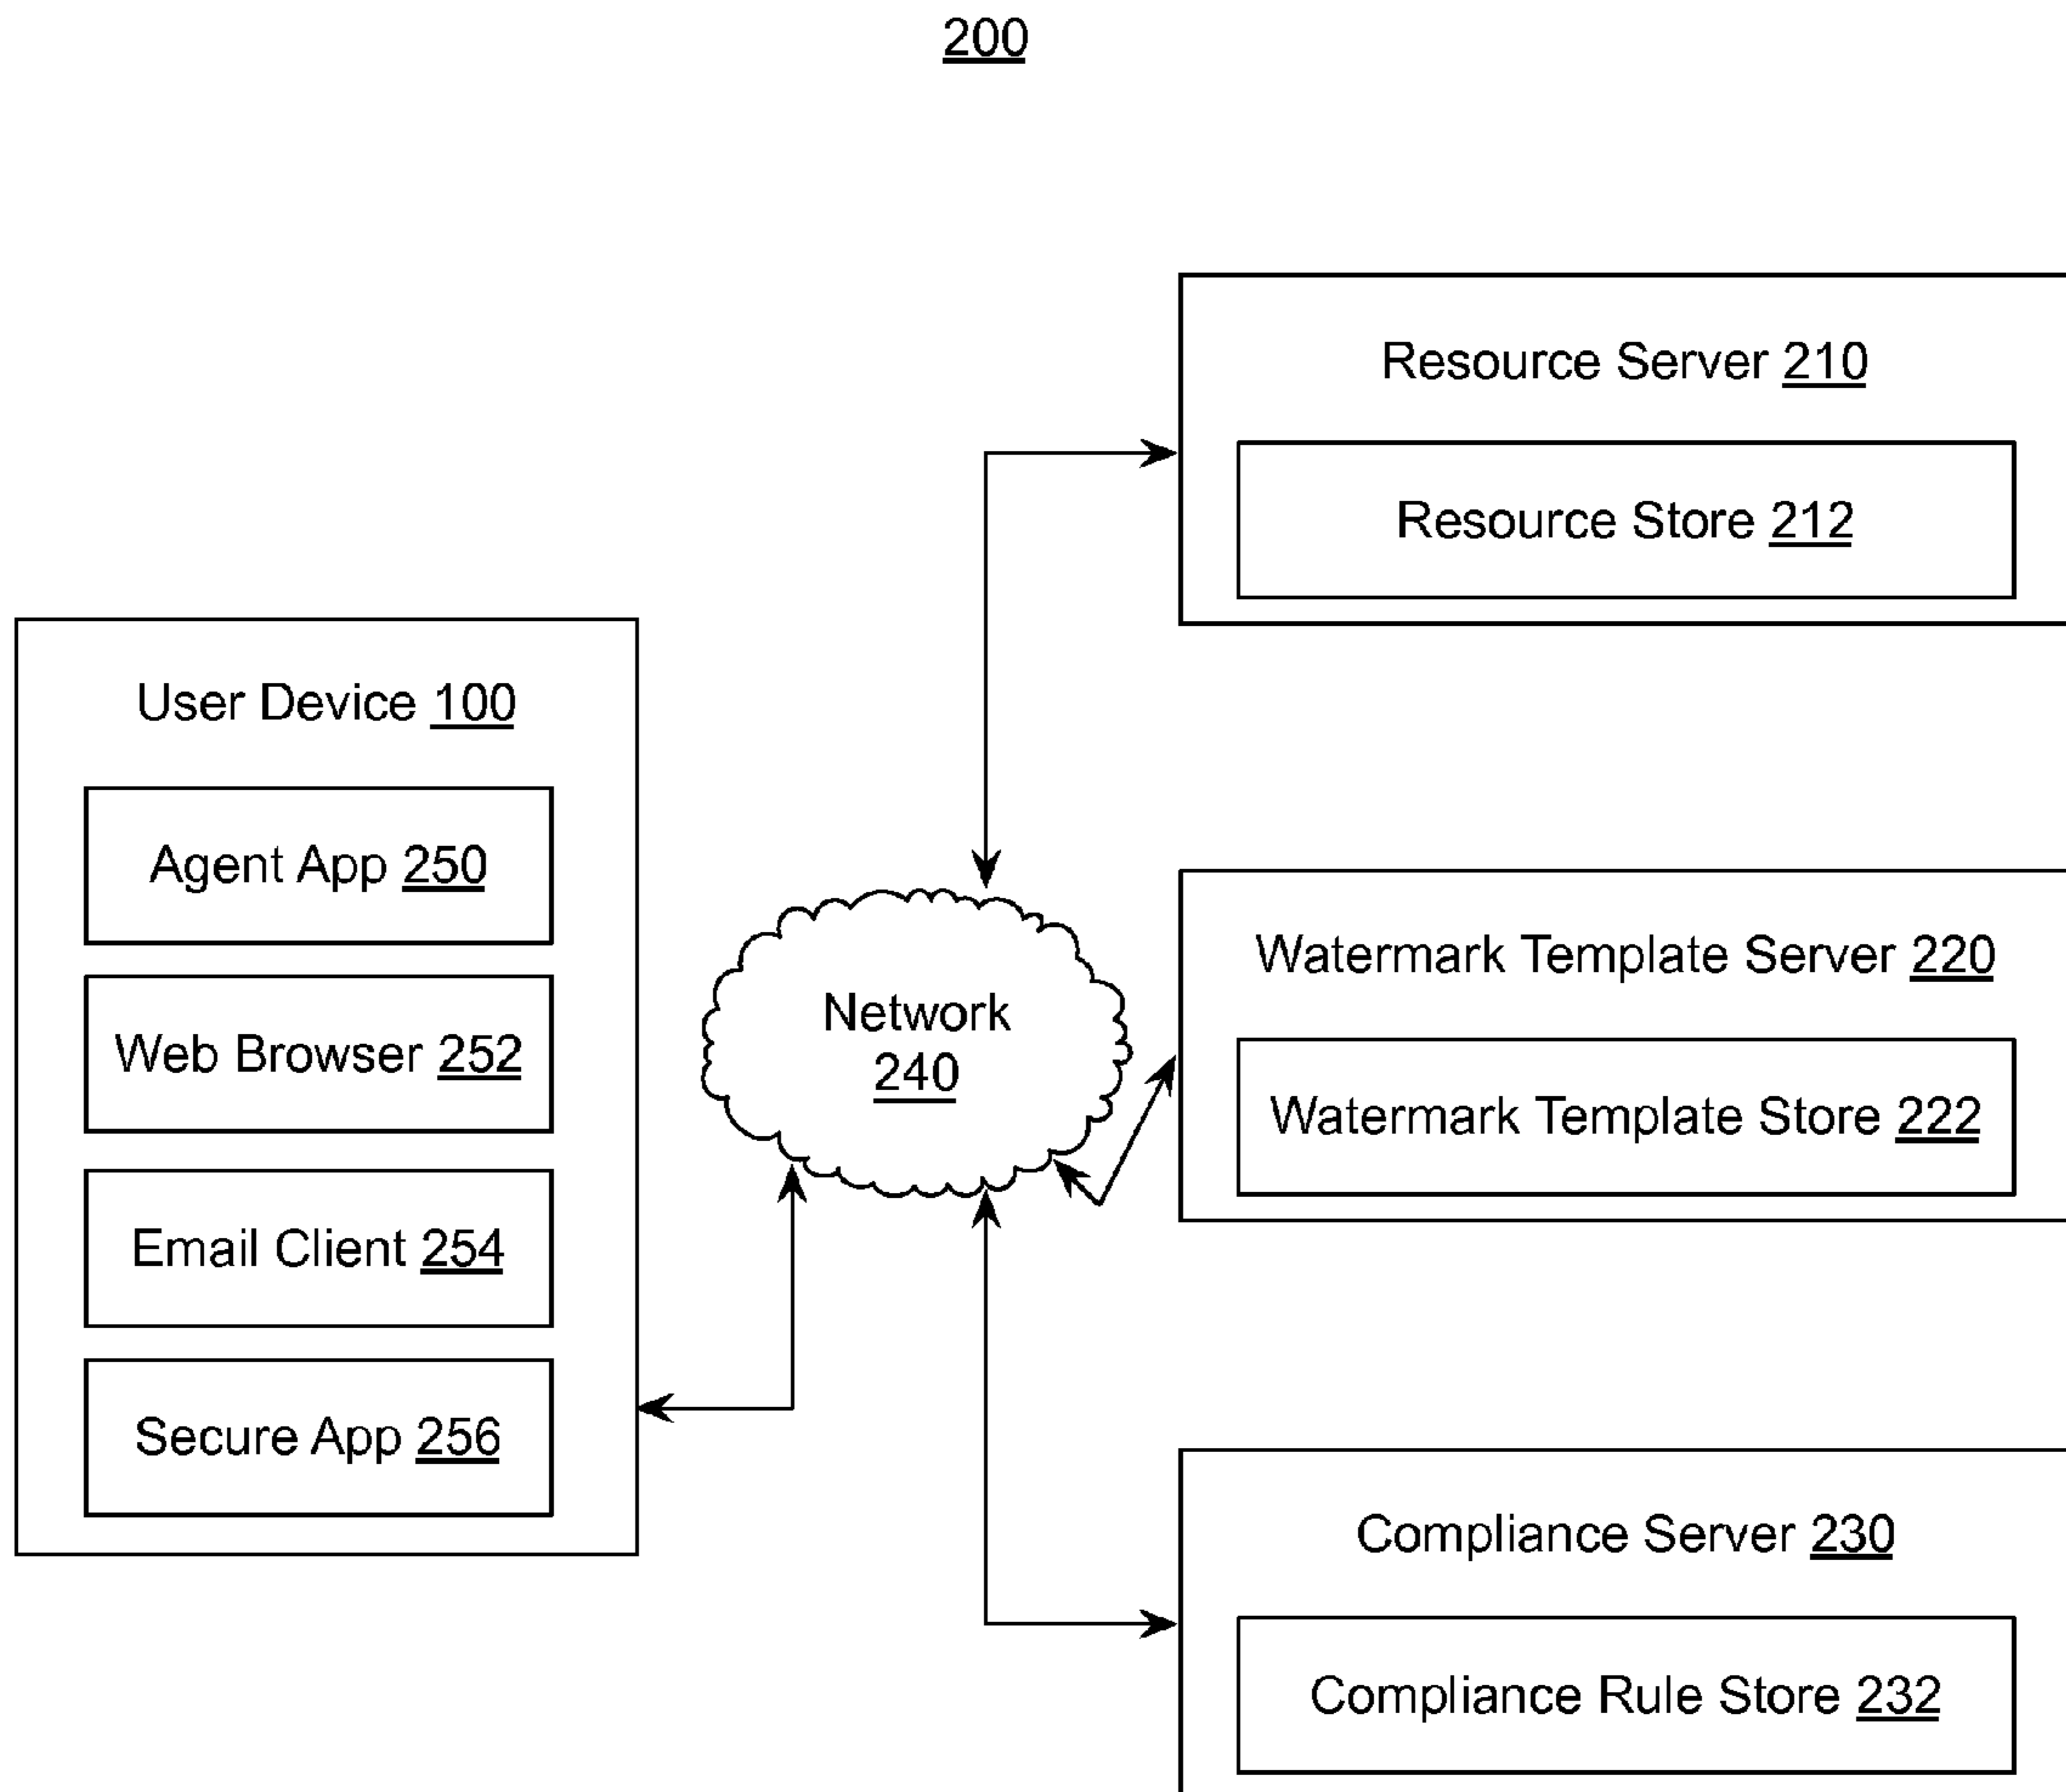 200
Resource Server 210
Resource Store 212
User Device 100
Agent App 250
Web Browser 252
Email Client 254
Secure App 256
Network
240
Watermark Template Server 220
Watermark Template Store 222
Compliance Server 230
Compliance Rule Store 232